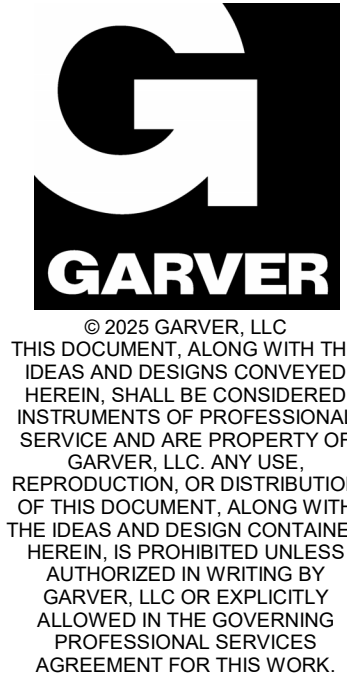 GARVER
© 2025 GARVER, LLC
THIS DOCUMENT, ALONG WITH TH
IDEAS AND DESIGNS CONVEYED
HEREIN, SHALL BE CONSIDERED
INSTRUMENTS OF PROFESSIONAL
SERVICE AND ARE PROPERTY OF
GARVER, LLC. ANY USE,
REPRODUCTION, OR DISTRIBUTION
OF THIS DOCUMENT, ALONG WITH
THE IDEAS AND DESIGN CONTAINE
HEREIN, IS PROHIBITED UNLESS
AUTHORIZED IN WRITING BY
GARVER, LLC OR EXPLICITLY
ALLOWED IN THE GOVERNING
PROFESSIONAL SERVICES
AGREEMENT FOR THIS WORK.